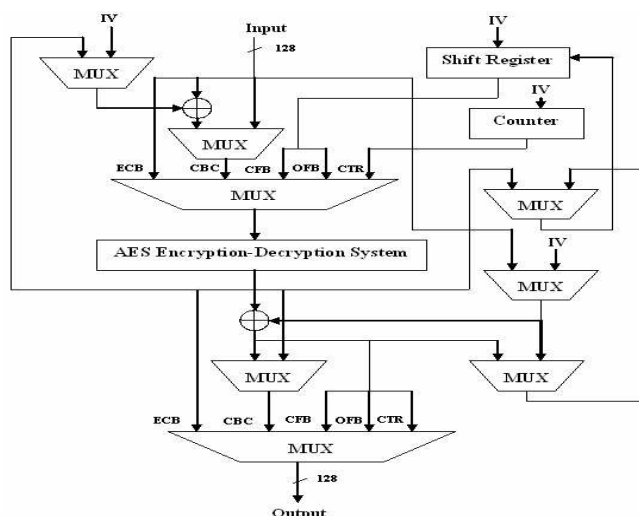 IV
Input
IV
128
MUX
Shift Register
IV
Counter
MUX
ECB
CBC
CFB
OFB
CTR
MUX
MUX
AES Encryption-Decryption System
IV
MUX
MUX
MUX
ECB
CBC
CFB
OFB
CTR
MUX
128
Output